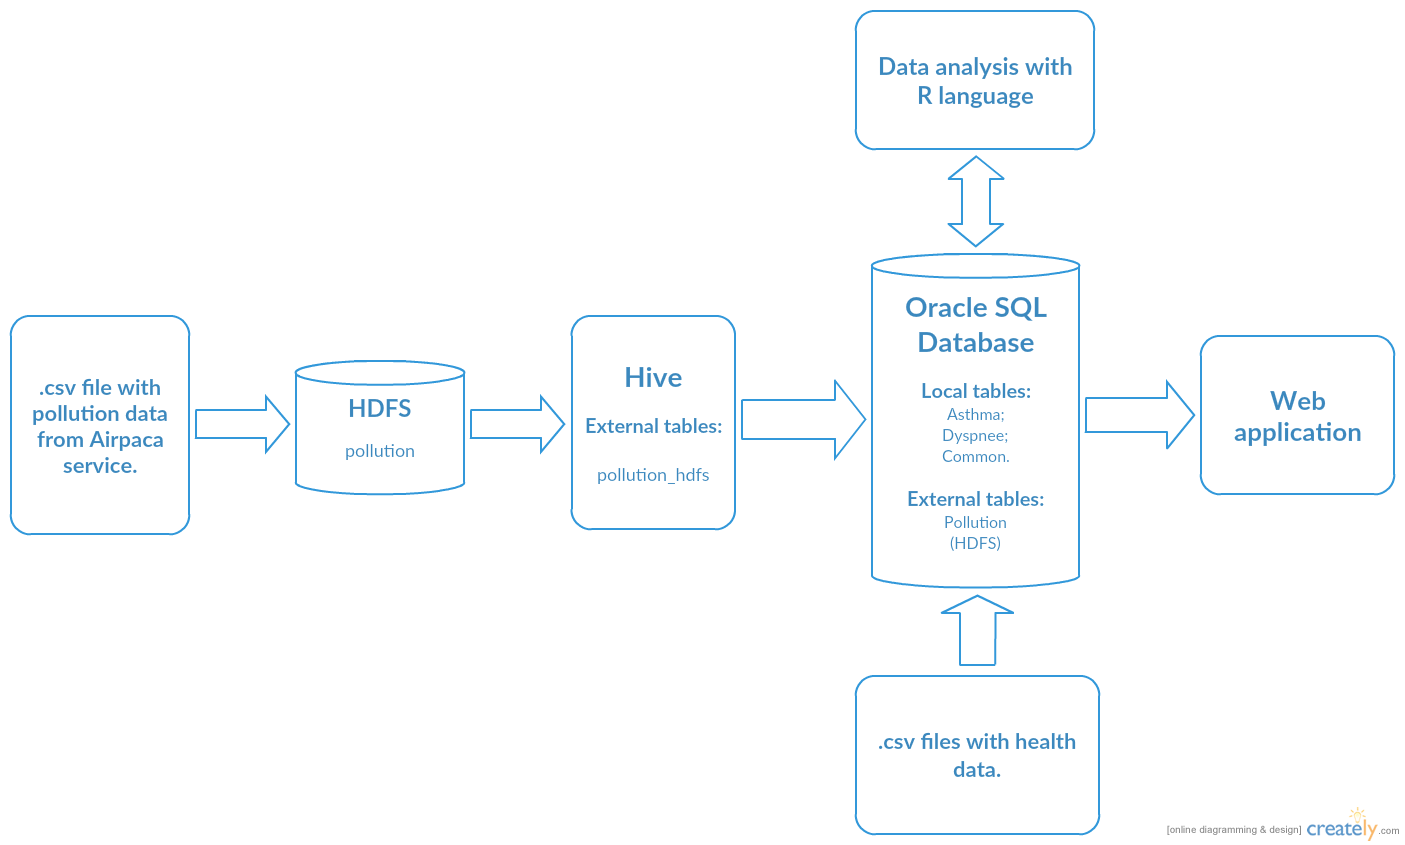 Data analysis with
R language
.csv file with
pollution data
from Airpaca
service.
HDFS
pollution
Hive
External tables:
pollution_hdfs
Oracle SQL
Database
Local tables:
Asthma;
Dyspnee;
Common.
External tables:
Pollution
(HDFS)
Web
application
.csv files with health
data.
[online diagramming & design] creately.com